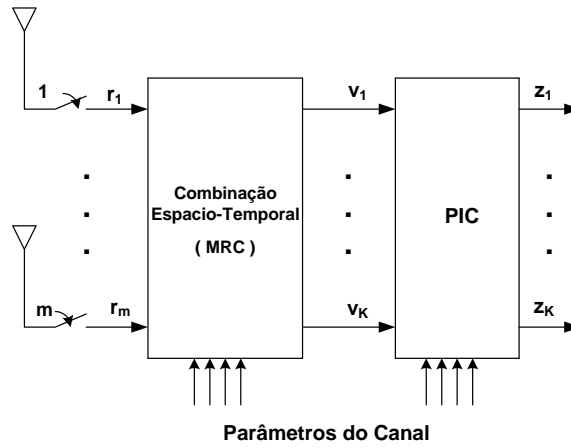 1 r1 v1 z1
Combinação
Espacio-Temporal
( MRC )
PIC
m rm vK zK
Parâmetros do Canal